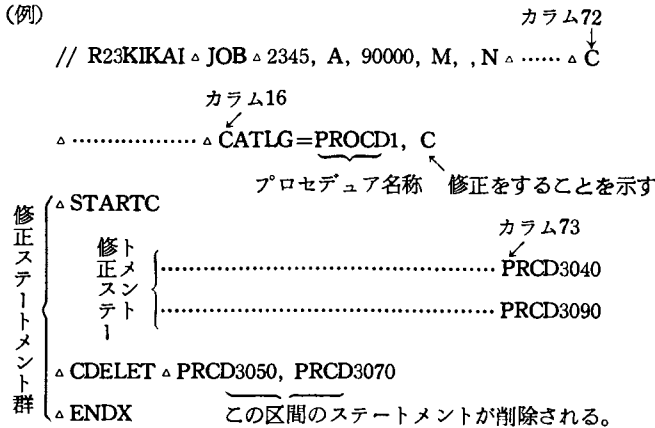 (例)
カラム72
// R23KIKAI▵JOB▵2345, A, 90000, M, ,N▵……▵C
カラム16
▵………………▵CATLG=PROCD1, C
プロセデュア名称 修正をすることを示す
修正ステートメント群
▵STARTC
カラム73
修正ステートメント
………………………………………… PRCD3040
………………………………………… PRCD3090
▵CDELET▵PRCD3050, PRCD3070
▵ENDX この区間のステートメントが削除される。